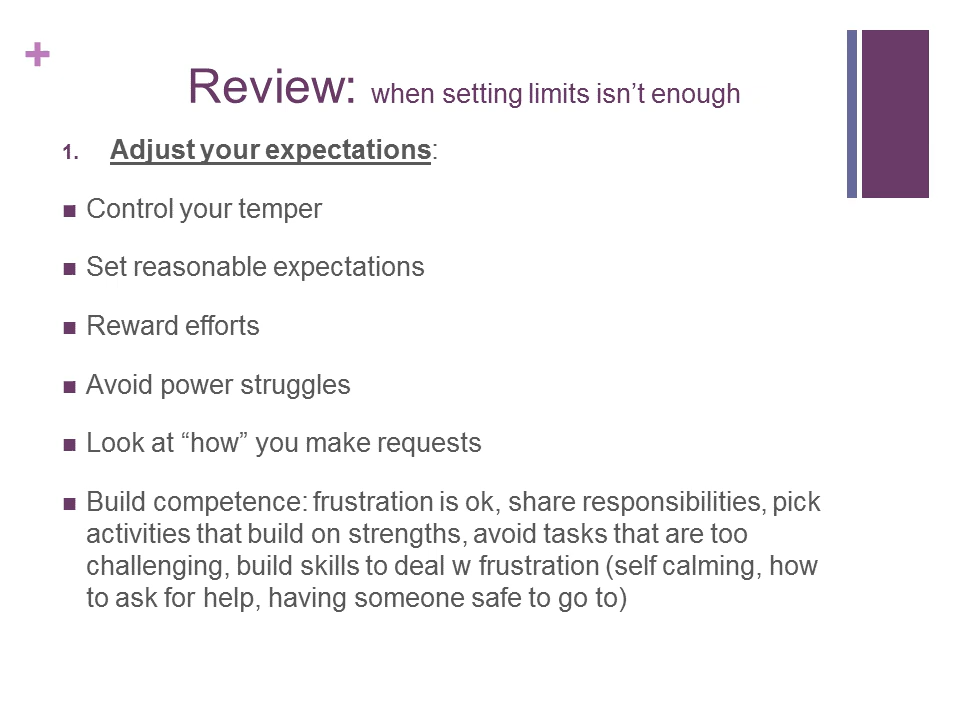 +
Review: when setting limits isn’t enough
1. Adjust your expectations:
■ Control your temper
■ Set reasonable expectations
■ Reward efforts
■ Avoid power struggles
■ Look at “how” you make requests
■ Build competence: frustration is ok, share responsibilities, pick
activities that build on strengths, avoid tasks that are too
challenging, build skills to deal w frustration (self calming, how
to ask for help, having someone safe to go to)